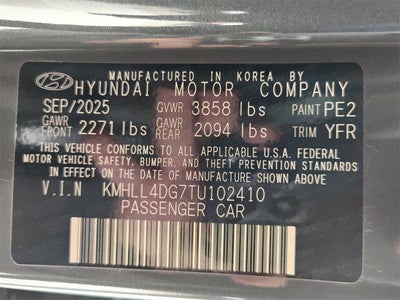 MANUFACTURED IN KOREA BY
HYUNDAI MOTOR COMPANY
SEP/2025 GVWR 3858 lbs PAINT PE2
GAWR FRONT 2271 lbs GAWR REAR 2094 lbs TRIM YFR
THIS VEHICLE CONFORMS TO ALL APPLICABLE U.S.A. FEDERAL
MOTOR VEHICLE SAFETY, BUMPER, AND THEFT PREVENTION STANDARDS
IN EFFECT ON THE DATE OF MANUFACTURE SHOWN ABOVE.
V.I.N KMHLL4DG7TU102410
PASSENGER CAR